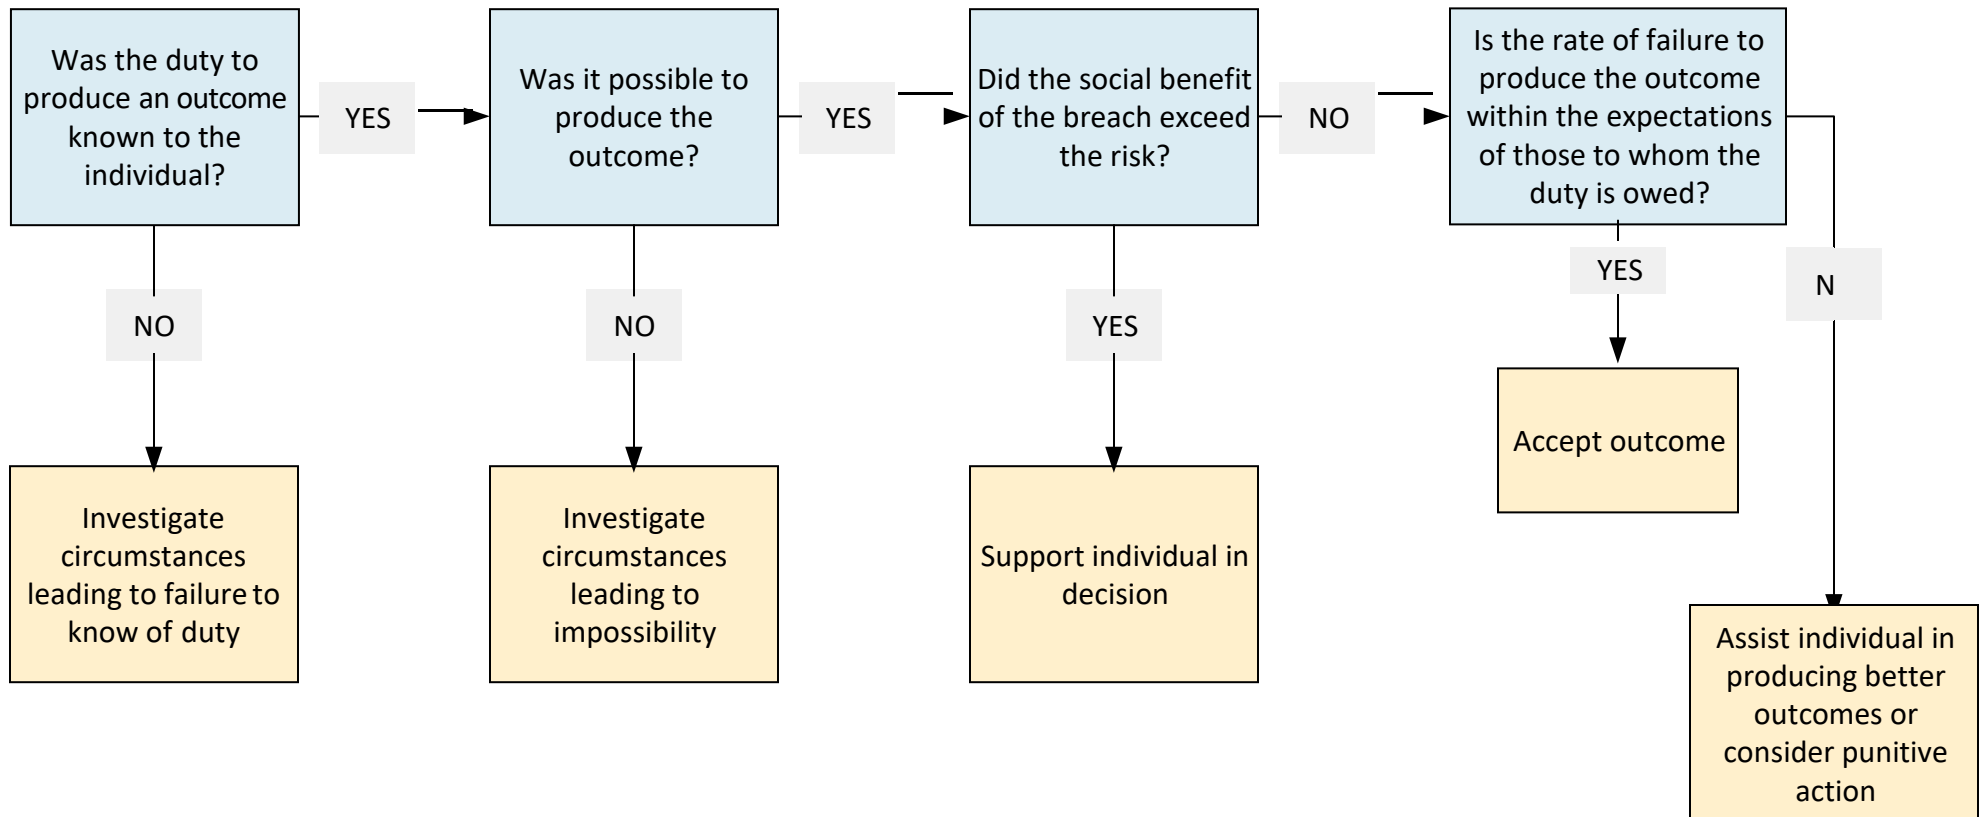 Was the duty to
produce an outcome
known to the
individual?
YES
Was it possible to
produce the
outcome?
YES
Did the social benefit
of the breach exceed
the risk?
NO
Is the rate of failure to
produce the outcome
within the expectations
of those to whom the
duty is owed?
NO
NO
YES
YES
N
Investigate
circumstances
leading to failure to
know of duty
Investigate
circumstances
leading to
impossibility
Support individual in
decision
Accept outcome
Assist individual in
producing better
outcomes or
consider punitive
action